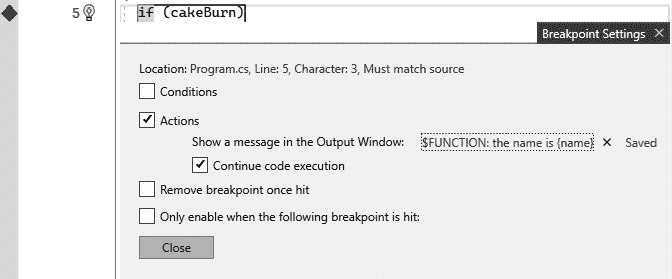 5 if (cakeBurn)
Breakpoint Settings ×
Location: Program.cs, Line: 5, Character: 3, Must match source
Conditions
Actions
Show a message in the Output Window: $FUNCTION: the name is {name} × Saved
Continue code execution
Remove breakpoint once hit
Only enable when the following breakpoint is hit:
Close